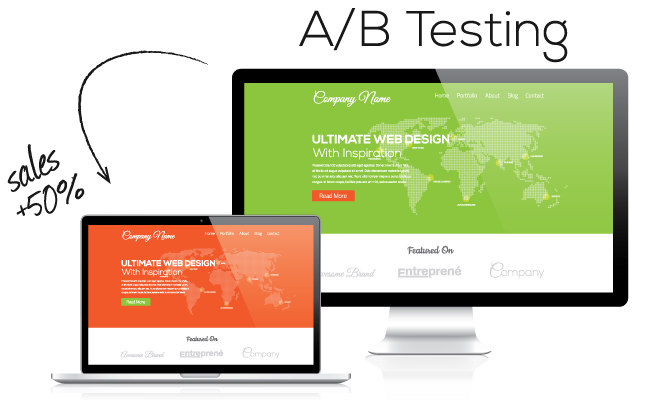 A/B Testing
Company Name
Home Portfolio About Blog Contact
ULTIMATE WEB DESIGN
With Inspiration
Read More
Featured On
Awesome Brand
Entreprené
Company
sales
+50%
Company Name
Home Portfolio About Blog Contact
ULTIMATE WEB DESIGN
With Inspiration
Read More
Featured On
Awesome Brand
Entreprené
Company